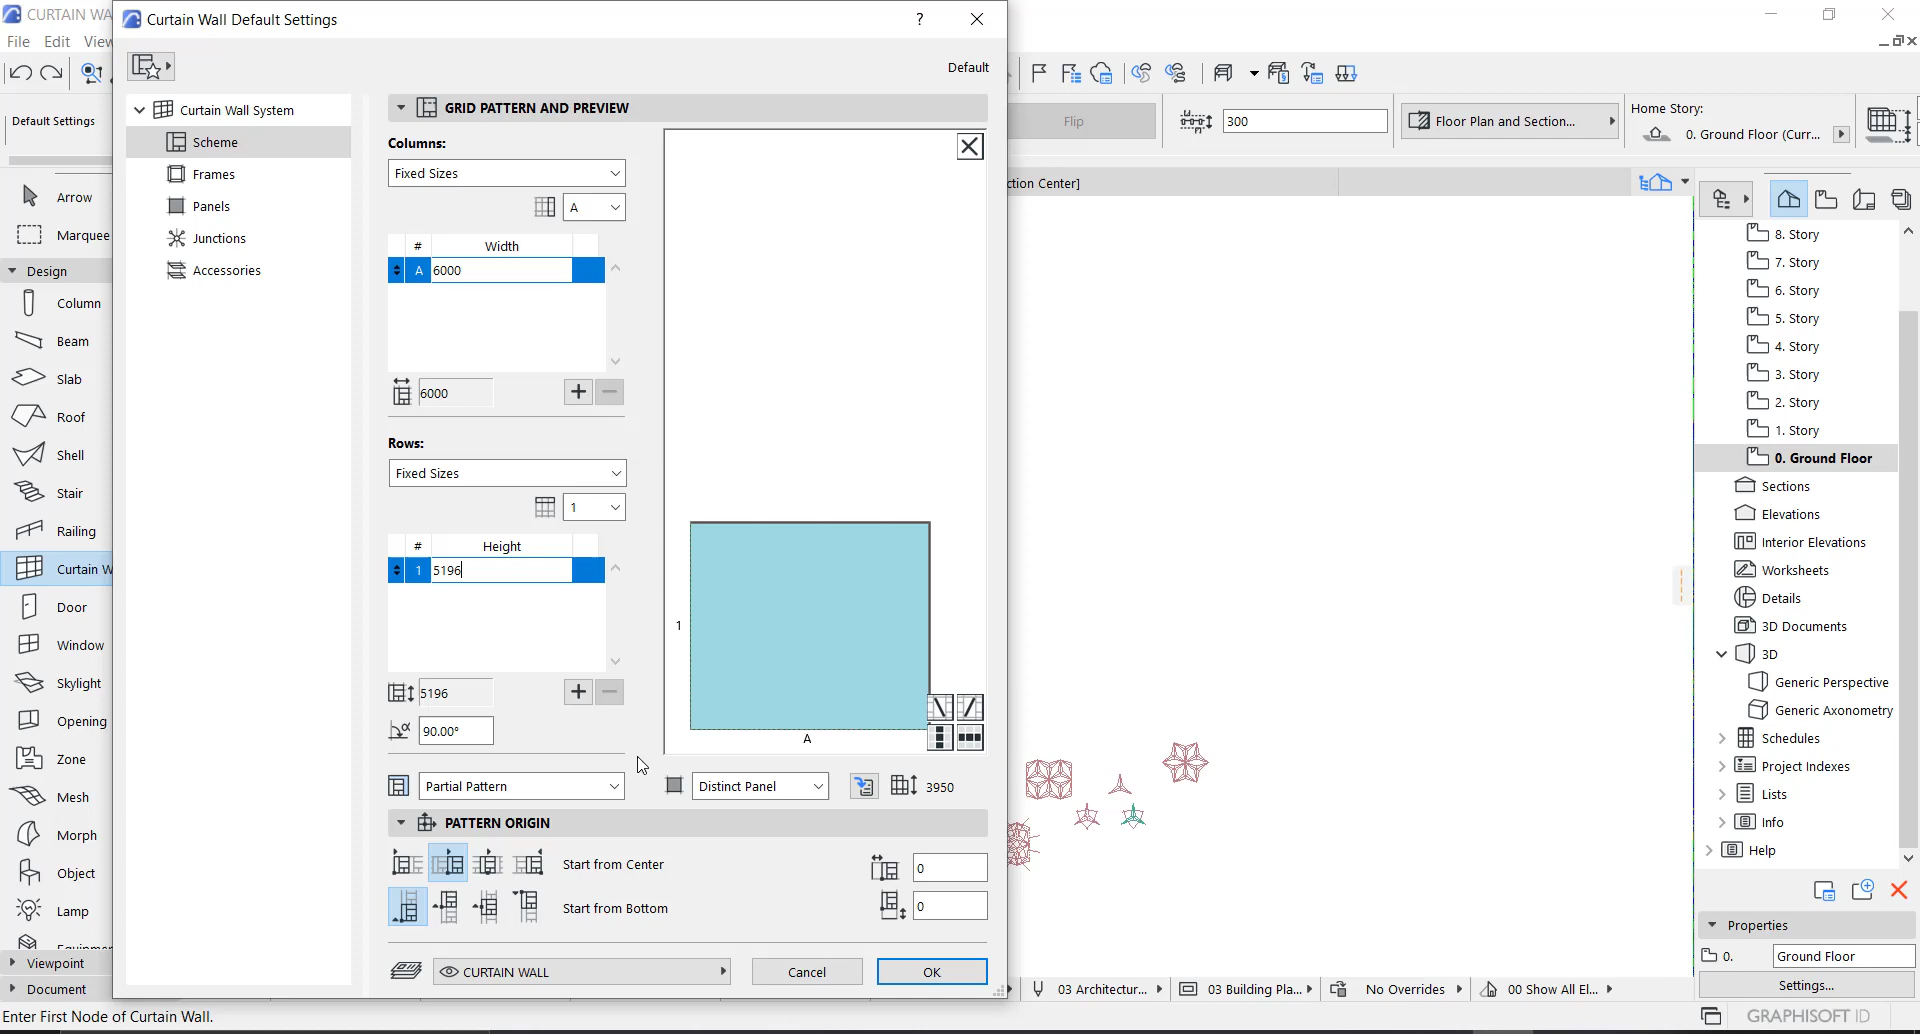 CURTAIN WA
Curtain Wall Default Settings
?
File Edit View
Default
Default Settings
Curtain Wall System
Scheme
Frames
Panels
Junctions
Accessories
GRID PATTERN AND PREVIEW
Columns:
Fixed Sizes
A
# Width
A 6000
6000
Rows:
Fixed Sizes
1
# Height
1 5196
5196
α 90.00°
1
A
Partial Pattern
Distinct Panel
3950
PATTERN ORIGIN
Start from Center
0
Start from Bottom
0
CURTAIN WALL
Cancel
OK
Arrow
Marquee
Design
Column
Beam
Slab
Roof
Shell
Stair
Railing
Curtain W
Door
Window
Skylight
Opening
Zone
Mesh
Morph
Object
Lamp
Equipmen
Viewpoint
Document
Flip
300
Floor Plan and Section...
Home Story:
0. Ground Floor (Curr...
ction Center]
8. Story
7. Story
6. Story
5. Story
4. Story
3. Story
2. Story
1. Story
0. Ground Floor
Sections
Elevations
Interior Elevations
Worksheets
Details
3D Documents
3D
Generic Perspective
Generic Axonometry
Schedules
Project Indexes
Lists
Info
Help
Properties
0. Ground Floor
Settings...
03 Architectur...
03 Building Pla...
No Overrides
00 Show All El...
Enter First Node of Curtain Wall.
GRAPHISOFT ID